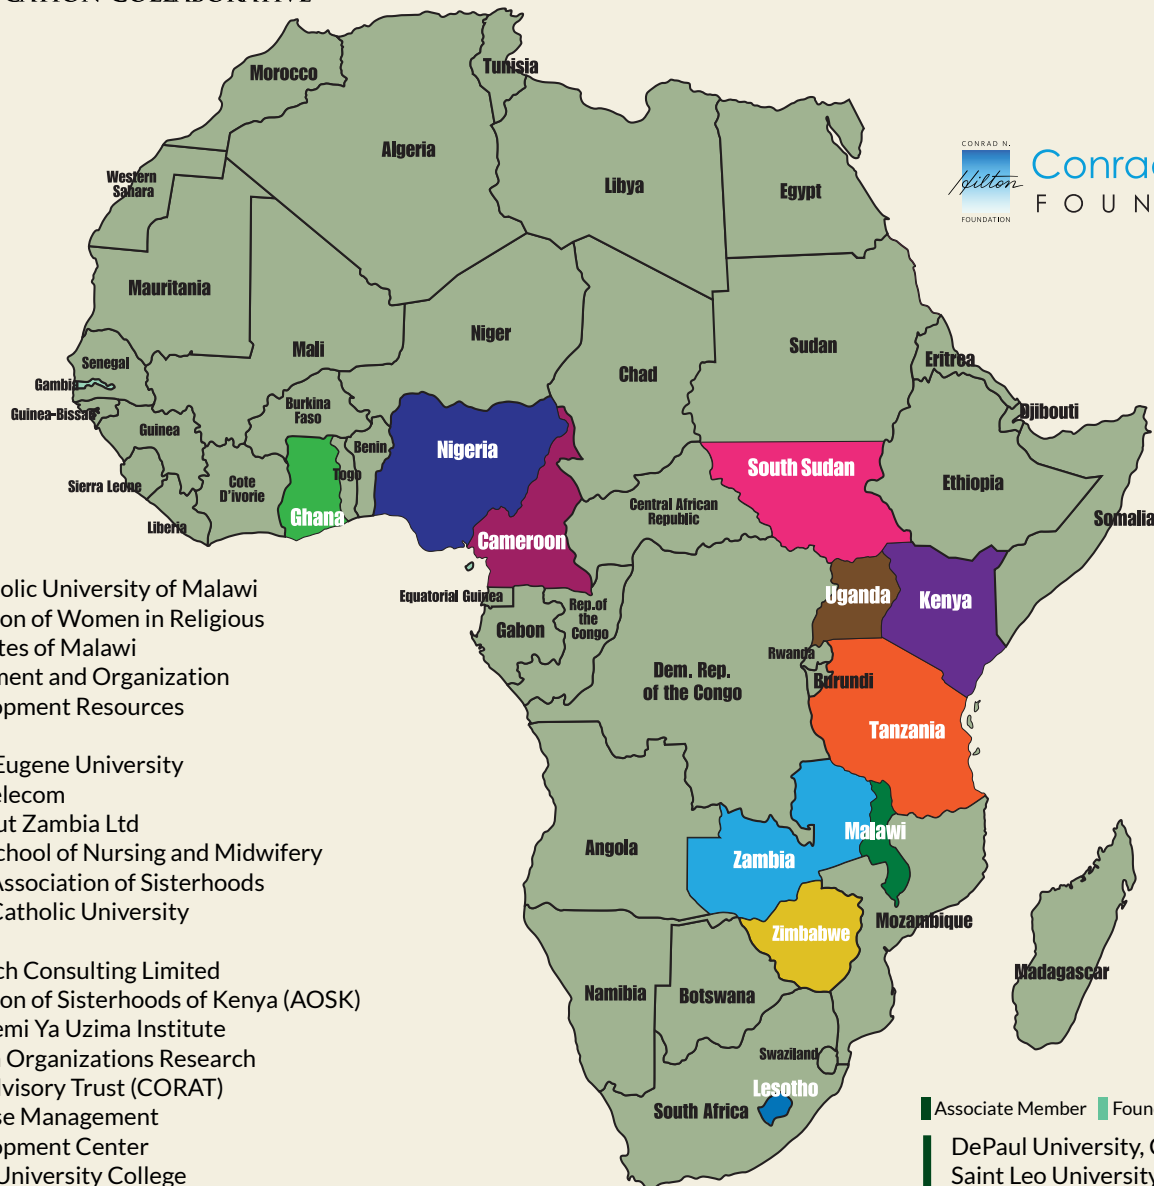 CATION COLLABORATIVE
Morocco
Tunisia
Algeria
Libya
Egypt
Western
Sahara
CONRAD N.
Hilton
FOUNDATION
Conrad
FOUN
Mauritania
Mali
Niger
Chad
Sudan
Eritrea
Senegal
Gambia
Guinea-Bissau
Guinea
Burkina
Faso
Benin
Togo
Nigeria
Djibouti
South Sudan
Ethiopia
Somalia
Sierra Leone
Cote
D'ivorie
Liberia
Ghana
Cameroon
Central African
Republic
Equatorial Guinea
Gabon
Rep.of
the
Congo
Uganda
Kenya
Rwanda
Burundi
Dem. Rep.
of the Congo
Tanzania
Angola
Zambia
Malawi
Mozambique
Zimbabwe
Madagascar
Namibia
Botswana
Swaziland
Lesotho
South Africa
olic University of Malawi
on of Women in Religious
tes of Malawi
ment and Organization
opment Resources
Eugene University
elecom
ut Zambia Ltd
chool of Nursing and Midwifery
Association of Sisterhoods
Catholic University
ch Consulting Limited
on of Sisterhoods of Kenya (AOSK)
emi Ya Uzima Institute
n Organizations Research
dvisory Trust (CORAT)
se Management
opment Center
University College
Associate Member Foun
DePaul University, C
Saint Leo University